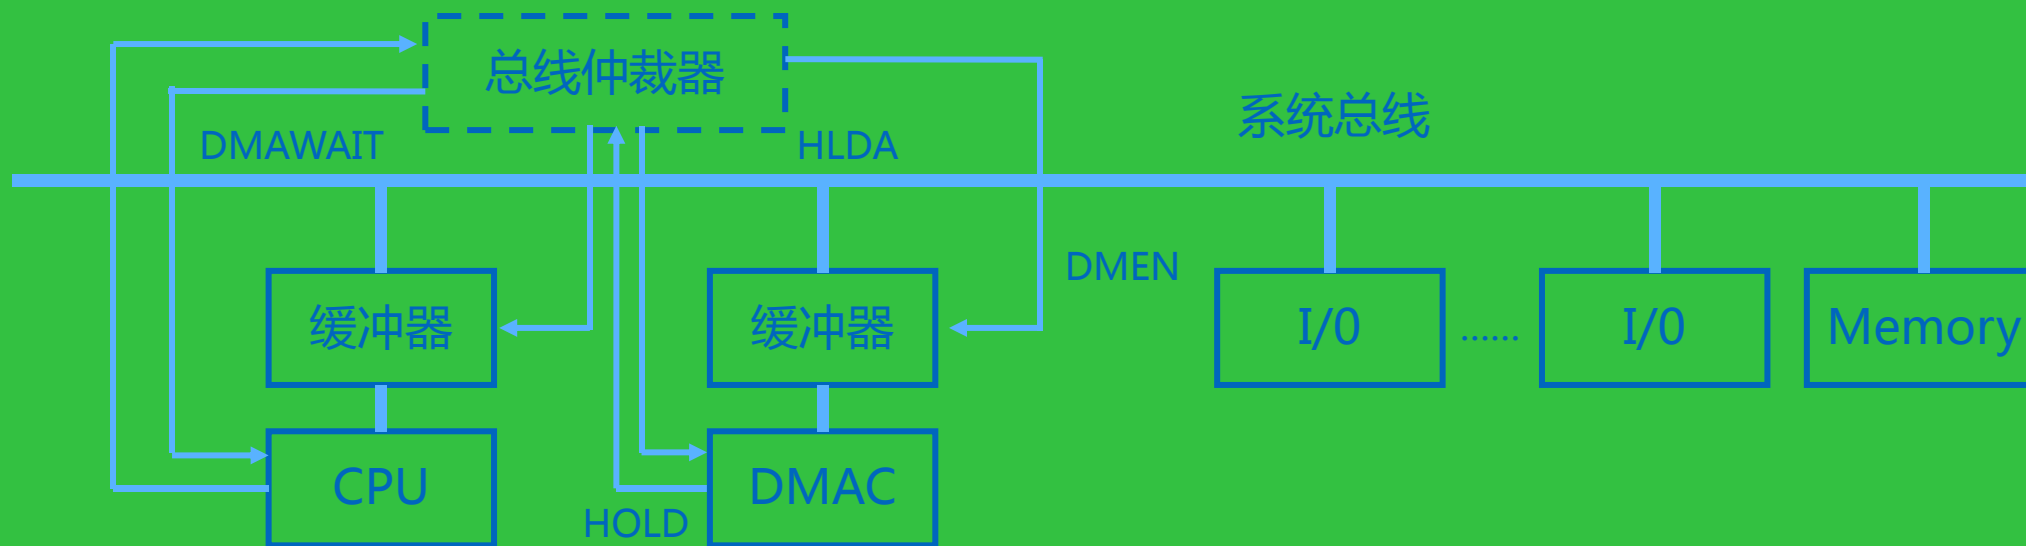 总线仲裁器
系统总线
DMAWAIT
HLDA
DMEN
缓冲器
缓冲器
I/0
......
I/0
Memory
CPU
DMAC
HOLD